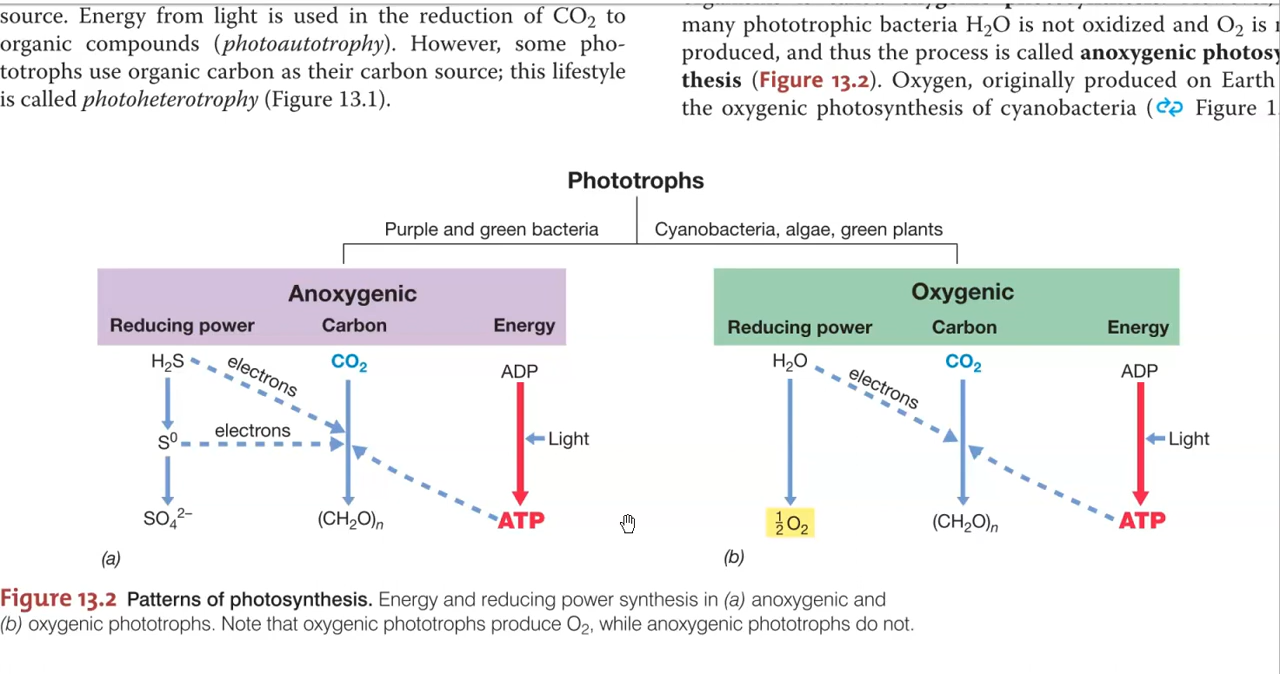 source. Energy from light is used in the reduction of CO₂ to
organic compounds (photoautotrophy). However, some pho-
totrophs use organic carbon as their carbon source; this lifestyle
is called photoheterotrophy (Figure 13.1).
many phototrophic bacteria H₂O is not oxidized and O₂ is
produced, and thus the process is called anoxygenic photosy
thesis (Figure 13.2). Oxygen, originally produced on Earth
the oxygenic photosynthesis of cyanobacteria ( Figure 1
Phototrophs
Purple and green bacteria
Cyanobacteria, algae, green plants
Anoxygenic
Reducing power Carbon Energy
H₂S electrons CO₂ ADP
S⁰ electrons Light
SO₄²⁻ (CH₂O)ₙ ATP
(a)
Oxygenic
Reducing power Carbon Energy
H₂O electrons CO₂ ADP
Light
½O₂ (CH₂O)ₙ ATP
(b)
Figure 13.2 Patterns of photosynthesis. Energy and reducing power synthesis in (a) anoxygenic and
(b) oxygenic phototrophs. Note that oxygenic phototrophs produce O₂, while anoxygenic phototrophs do not.